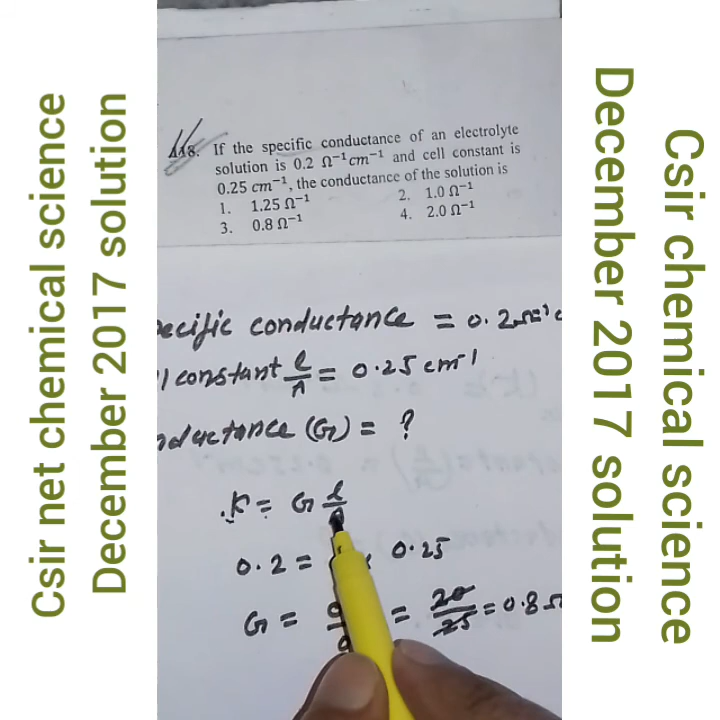 Csir net chemical science
December 2017 solution
118. If the specific conductance of an electrolyte
solution is 0.2 Ω⁻¹cm⁻¹ and cell constant is
0.25 cm⁻¹, the conductance of the solution is
1. 1.25 Ω⁻¹ 2. 1.0 Ω⁻¹
3. 0.8 Ω⁻¹ 4. 2.0 Ω⁻¹
pecific conductance = 0.2 Ω⁻¹ c
l constant l/A = 0.25 cm⁻¹
nductance (G) = ?
K = G l/A
0.2 = 0.25
G = = 20/25 = 0.8 Ω
Csir chemical science
December 2017 solution